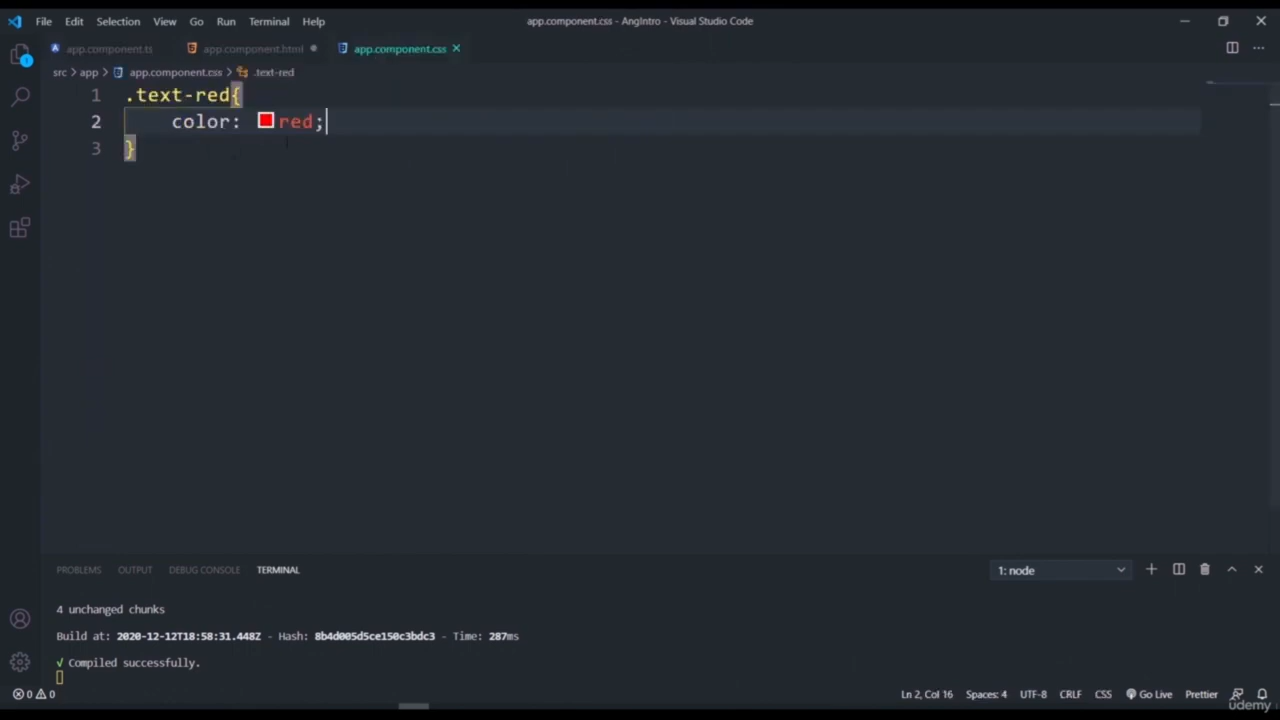 File Edit Selection View Go Run Terminal Help app.component.css - AngIntro - Visual Studio Code
app.component.ts app.component.html app.component.css
src > app > app.component.css > .text-red
1 .text-red{
2 color: red;
3 }
PROBLEMS OUTPUT DEBUG CONSOLE TERMINAL 1: node
4 unchanged chunks
Build at: 2020-12-12T18:58:31.448Z - Hash: 8b4d005d5ce150c3bdc3 - Time: 287ms
√ Compiled successfully.
0 0 Ln 2, Col 16 Spaces: 4 UTF-8 CRLF CSS Go Live Prettier
udemy